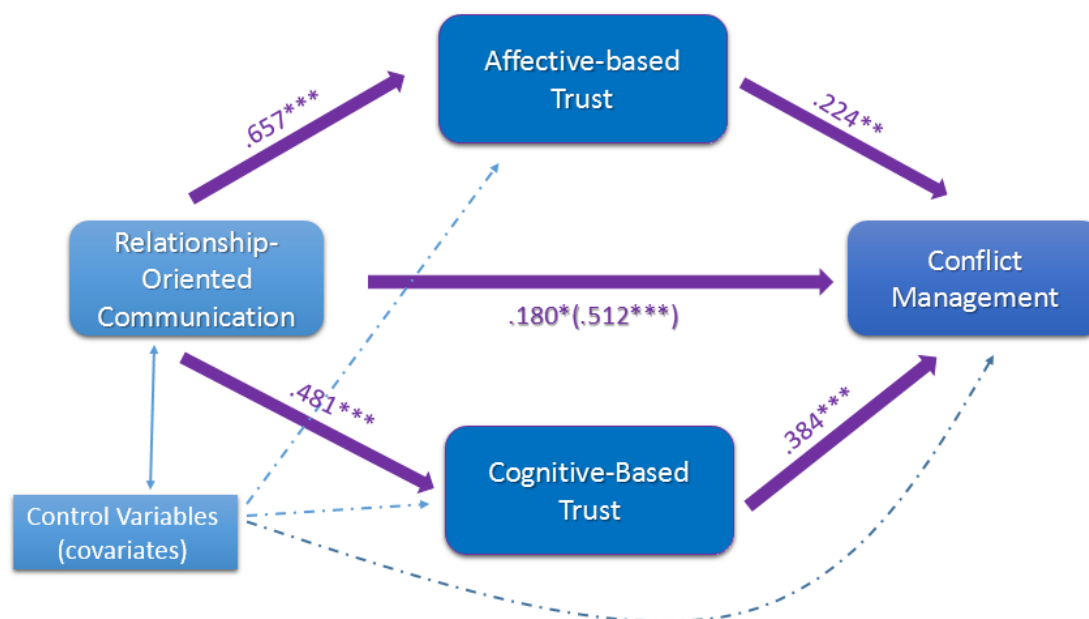 Affective-based
Trust
.657***
.224**
Relationship-
Oriented
Communication
Conflict
Management
.180*(.512***)
.481***
.384***
Cognitive-Based
Trust
Control Variables
(covariates)